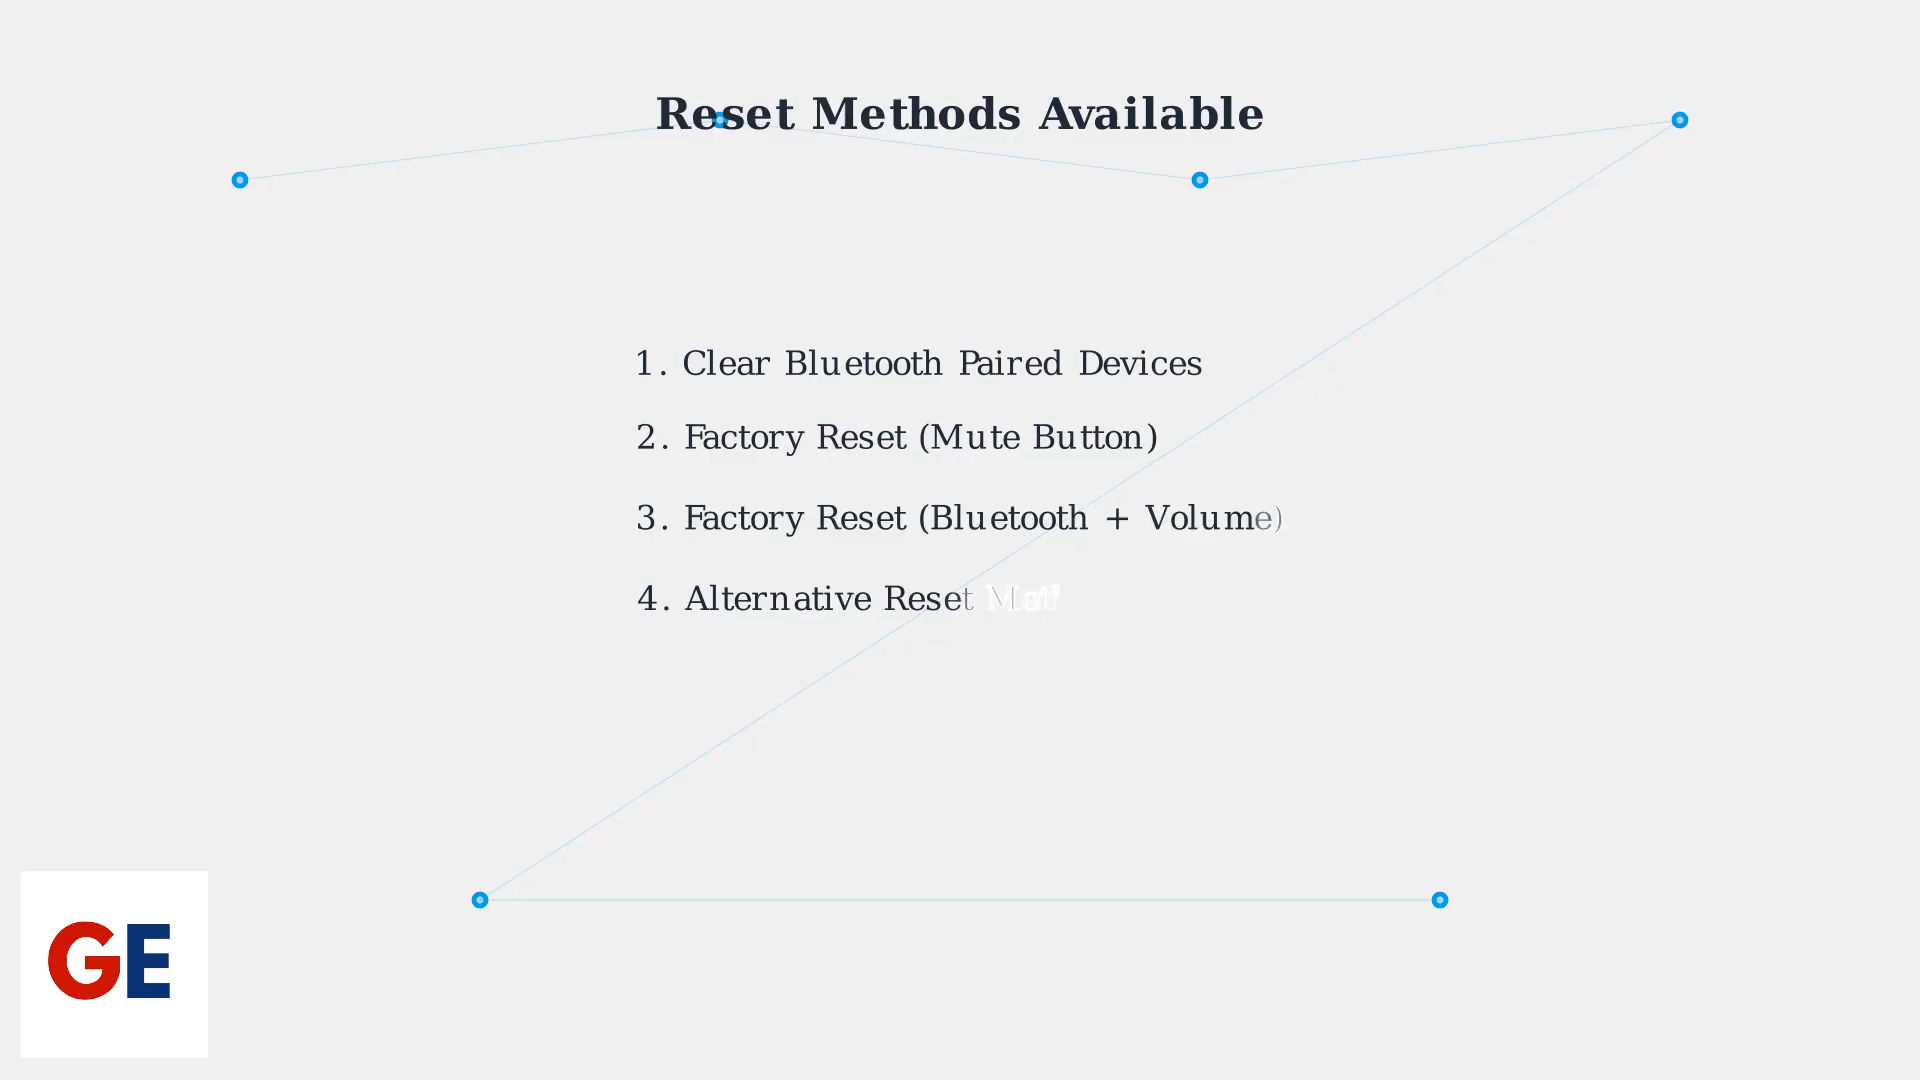 Reset Methods Available
1. Clear Bluetooth Paired Devices
2. Factory Reset (Mute Button)
3. Factory Reset (Bluetooth + Volume)
4. Alternative Reset
GE